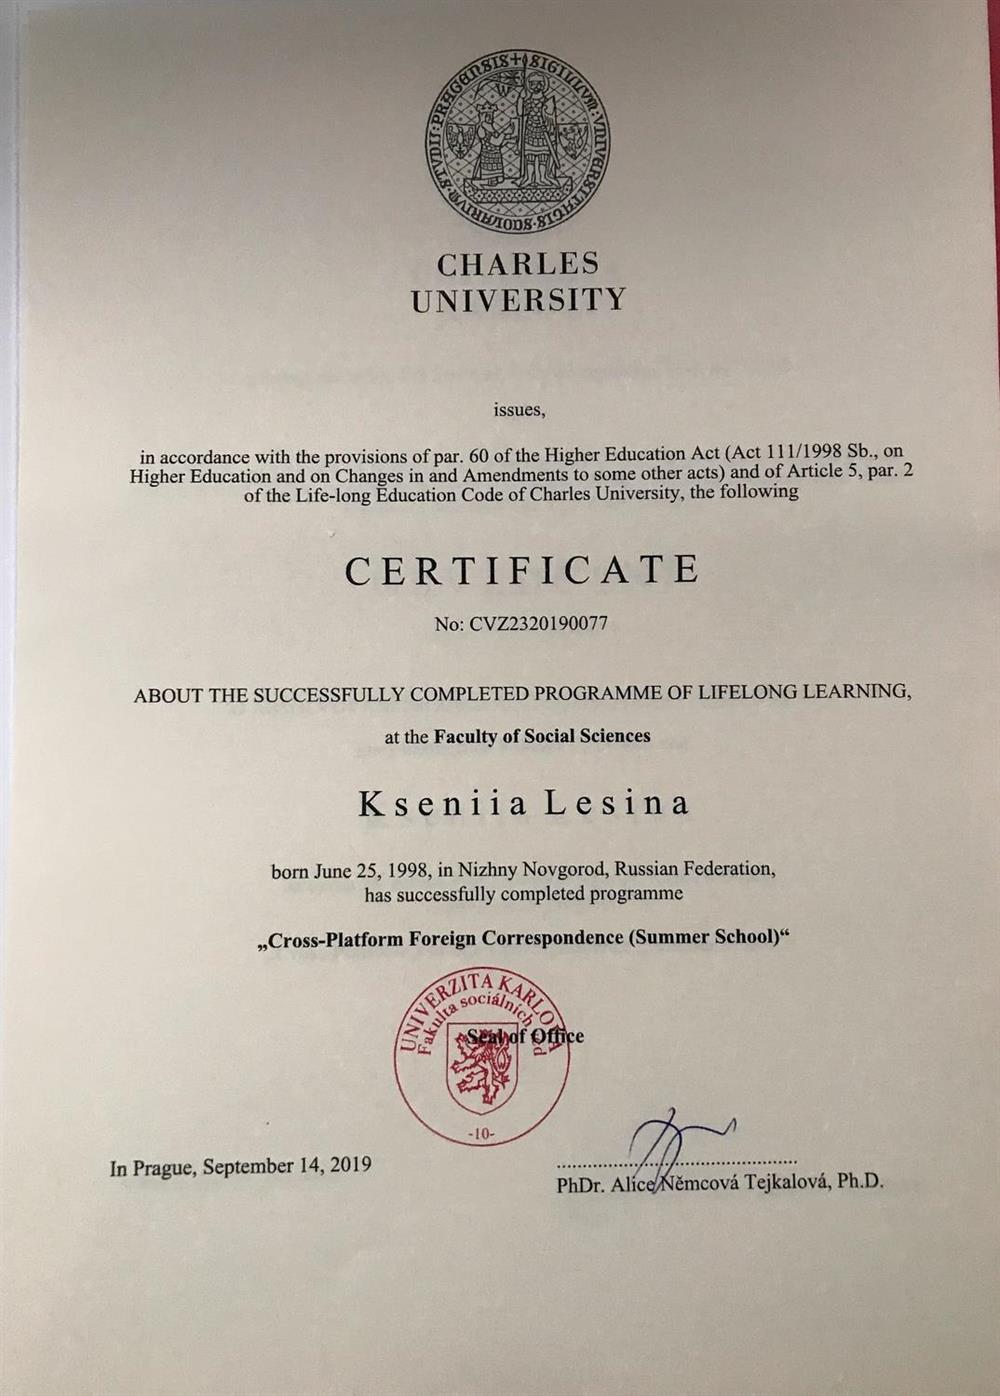 SIGILLVM·VNIVERSITATIS·SCOLARIVM·STVDII·PRAGENSIS
CHARLES
UNIVERSITY
issues,
in accordance with the provisions of par. 60 of the Higher Education Act (Act 111/1998 Sb., on
Higher Education and on Changes in and Amendments to some other acts) and of Article 5, par. 2
of the Life-long Education Code of Charles University, the following
CERTIFICATE
No: CVZ2320190077
ABOUT THE SUCCESSFULLY COMPLETED PROGRAMME OF LIFELONG LEARNING,
at the Faculty of Social Sciences
Kseniia Lesina
born June 25, 1998, in Nizhny Novgorod, Russian Federation,
has successfully completed programme
„Cross-Platform Foreign Correspondence (Summer School)“
UNIVERZITA KARLOVA
Fakulta sociálních
Seal of Office
-10-
In Prague, September 14, 2019
PhDr. Alice Němcová Tejkalová, Ph.D.